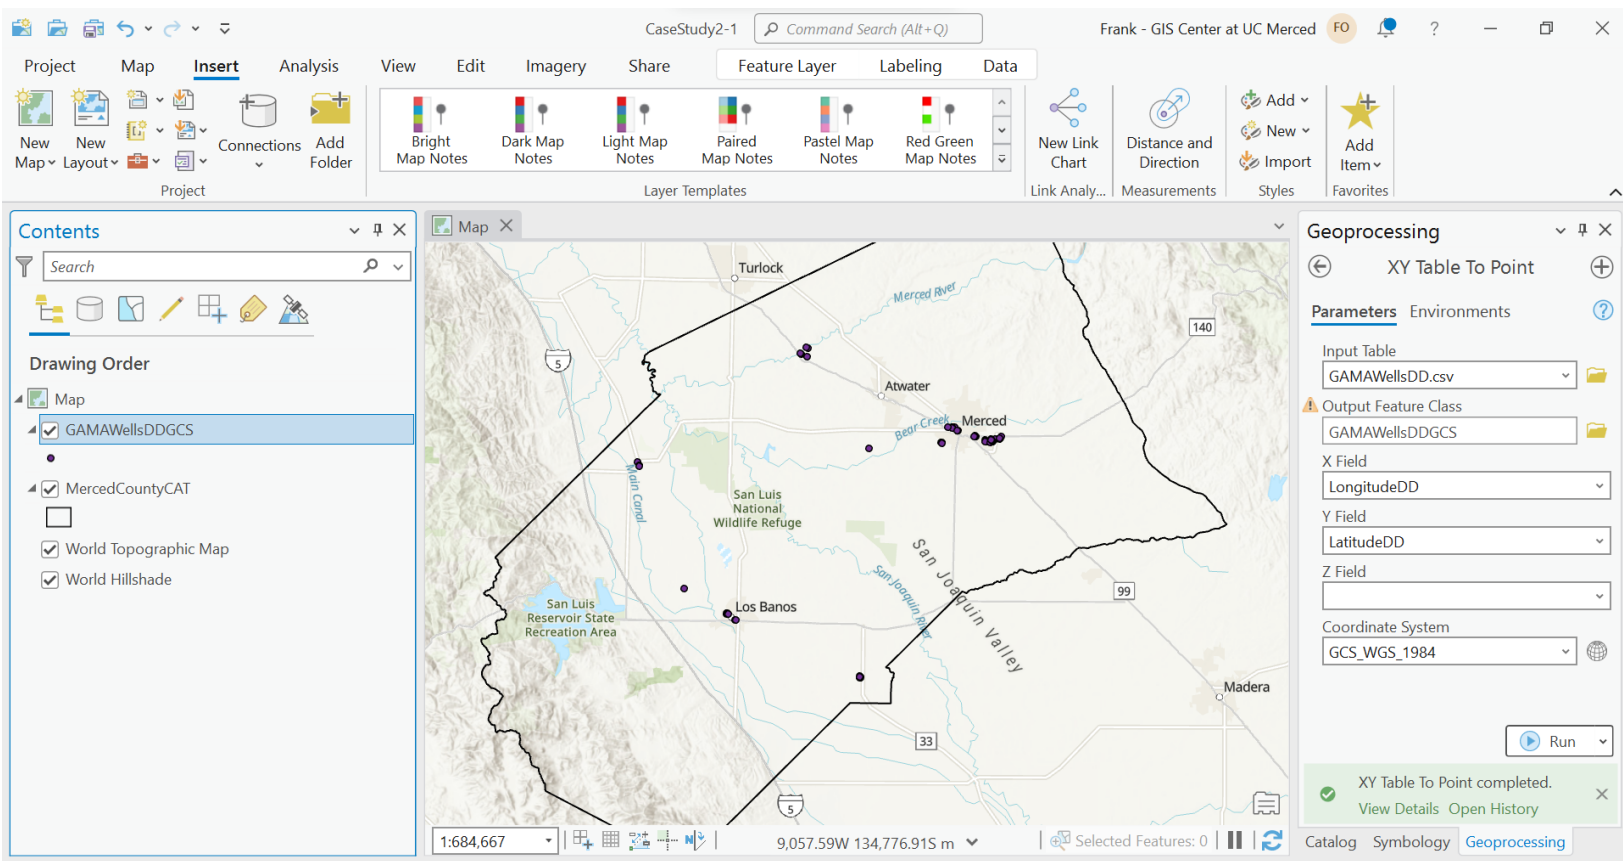 CaseStudy2-1
Command Search (Alt+Q)
Frank - GIS Center at UC Merced
FO
?
Project
Map
Insert
Analysis
View
Edit
Imagery
Share
Feature Layer
Labeling
Data
New
Map
New
Layout
Connections
Add
Folder
Project
Bright
Map Notes
Dark Map
Notes
Light Map
Notes
Paired
Map Notes
Pastel Map
Notes
Red Green
Map Notes
Layer Templates
New Link
Chart
Link Analy...
Distance and
Direction
Measurements
Add
New
Import
Styles
Add
Item
Favorites
Contents
Search
Drawing Order
Map
GAMAWellsDDGCS
MercedCountyCAT
World Topographic Map
World Hillshade
Map
Turlock
Merced River
140
5
Atwater
Bear Creek
Merced
Main Canal
San Luis
National
Wildlife Refuge
San Joaquin Valley
San Joaquin River
99
San Luis
Reservoir State
Recreation Area
Los Banos
Madera
33
5
1:684,667
9,057.59W 134,776.91S m
Selected Features: 0
Geoprocessing
XY Table To Point
Parameters
Environments
?
Input Table
GAMAWellsDD.csv
Output Feature Class
GAMAWellsDDGCS
X Field
LongitudeDD
Y Field
LatitudeDD
Z Field
Coordinate System
GCS_WGS_1984
Run
XY Table To Point completed.
View Details Open History
Catalog
Symbology
Geoprocessing